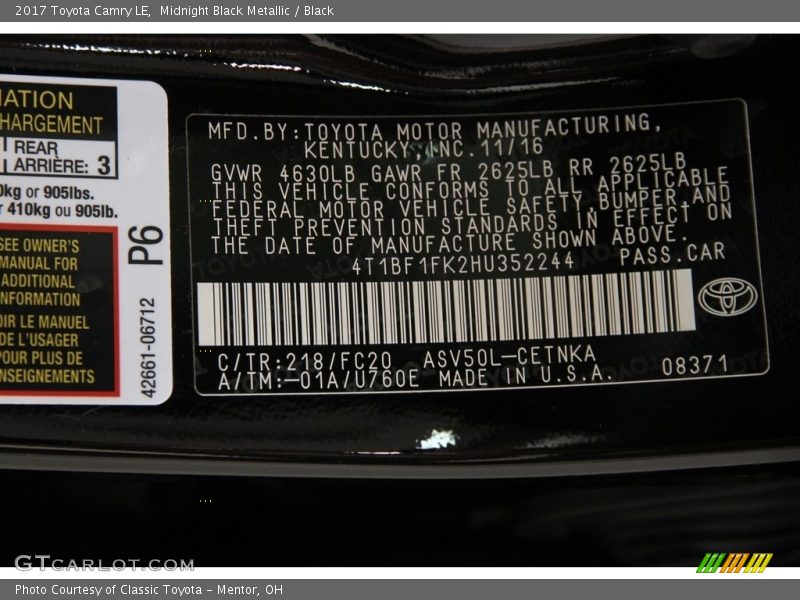 2017 Toyota Camry LE, Midnight Black Metallic / Black
HARGEMENT
REAR
ARRIÈRE: 3
0kg or 905lbs.
r 410kg ou 905lb.
SEE OWNER'S
MANUAL FOR
ADDITIONAL
INFORMATION
LE MANUEL
DE L'USAGER
POUR PLUS DE
P6
42661-06712
MFD.BY:TOYOTA MOTOR MANUFACTURING,
KENTUCKY,INC.11/16
GVWR 4630LB GAWR FR 2625LB RR 2625LB
THIS VEHICLE CONFORMS TO ALL APPLICABLE
FEDERAL MOTOR VEHICLE SAFETY BUMPER,AND
THEFT PREVENTION STANDARDS IN EFFECT ON
THE DATE OF MANUFACTURE SHOWN ABOVE.
4T1BF1FK2HU352244 PASS.CAR
C/TR:218/FC20 ASV50L-CETNKA
A/TM:-01A/U760E MADE IN U.S.A. 08371
GTCARLOT.COM
Photo Courtesy of Classic Toyota - Mentor, OH